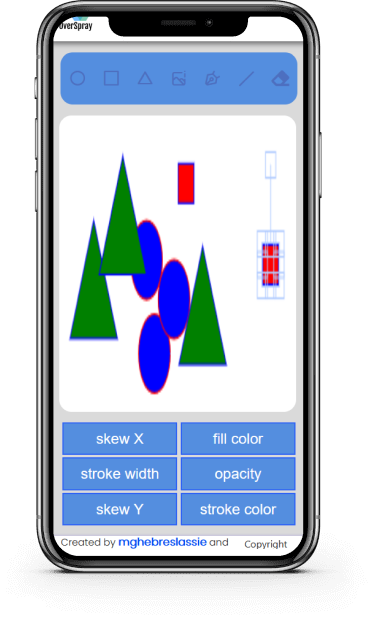 OverSpray
skew X
fill color
stroke width
opacity
skew Y
stroke color
Created by mghebreslassie and
Copyright